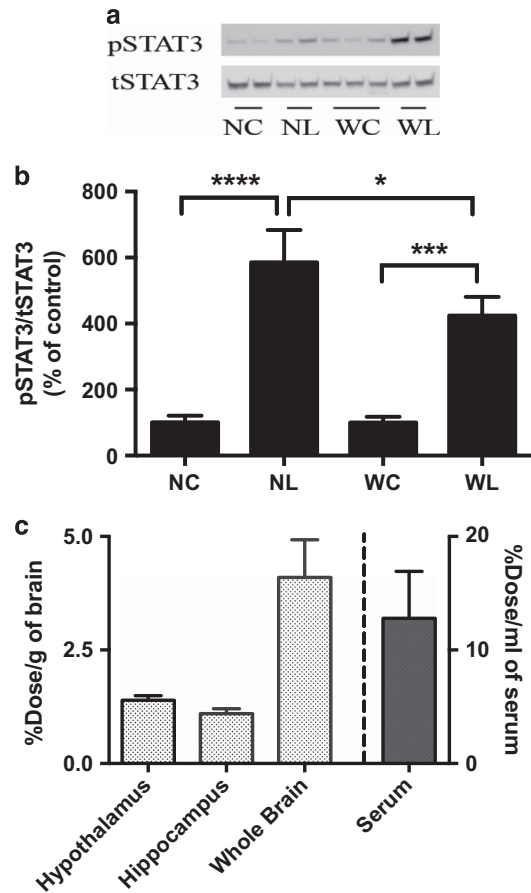 a
pSTAT3
tSTAT3
NC NL WC WL
b
pSTAT3/tSTAT3
(% of control)
800
600
400
200
0
****
*
***
NC NL WC WL
c
%Dose/g of brain
5.0
2.5
0.0
20
10
0
%Dose/ml of serum
Hypothalamus
Hippocampus
Whole Brain
Serum